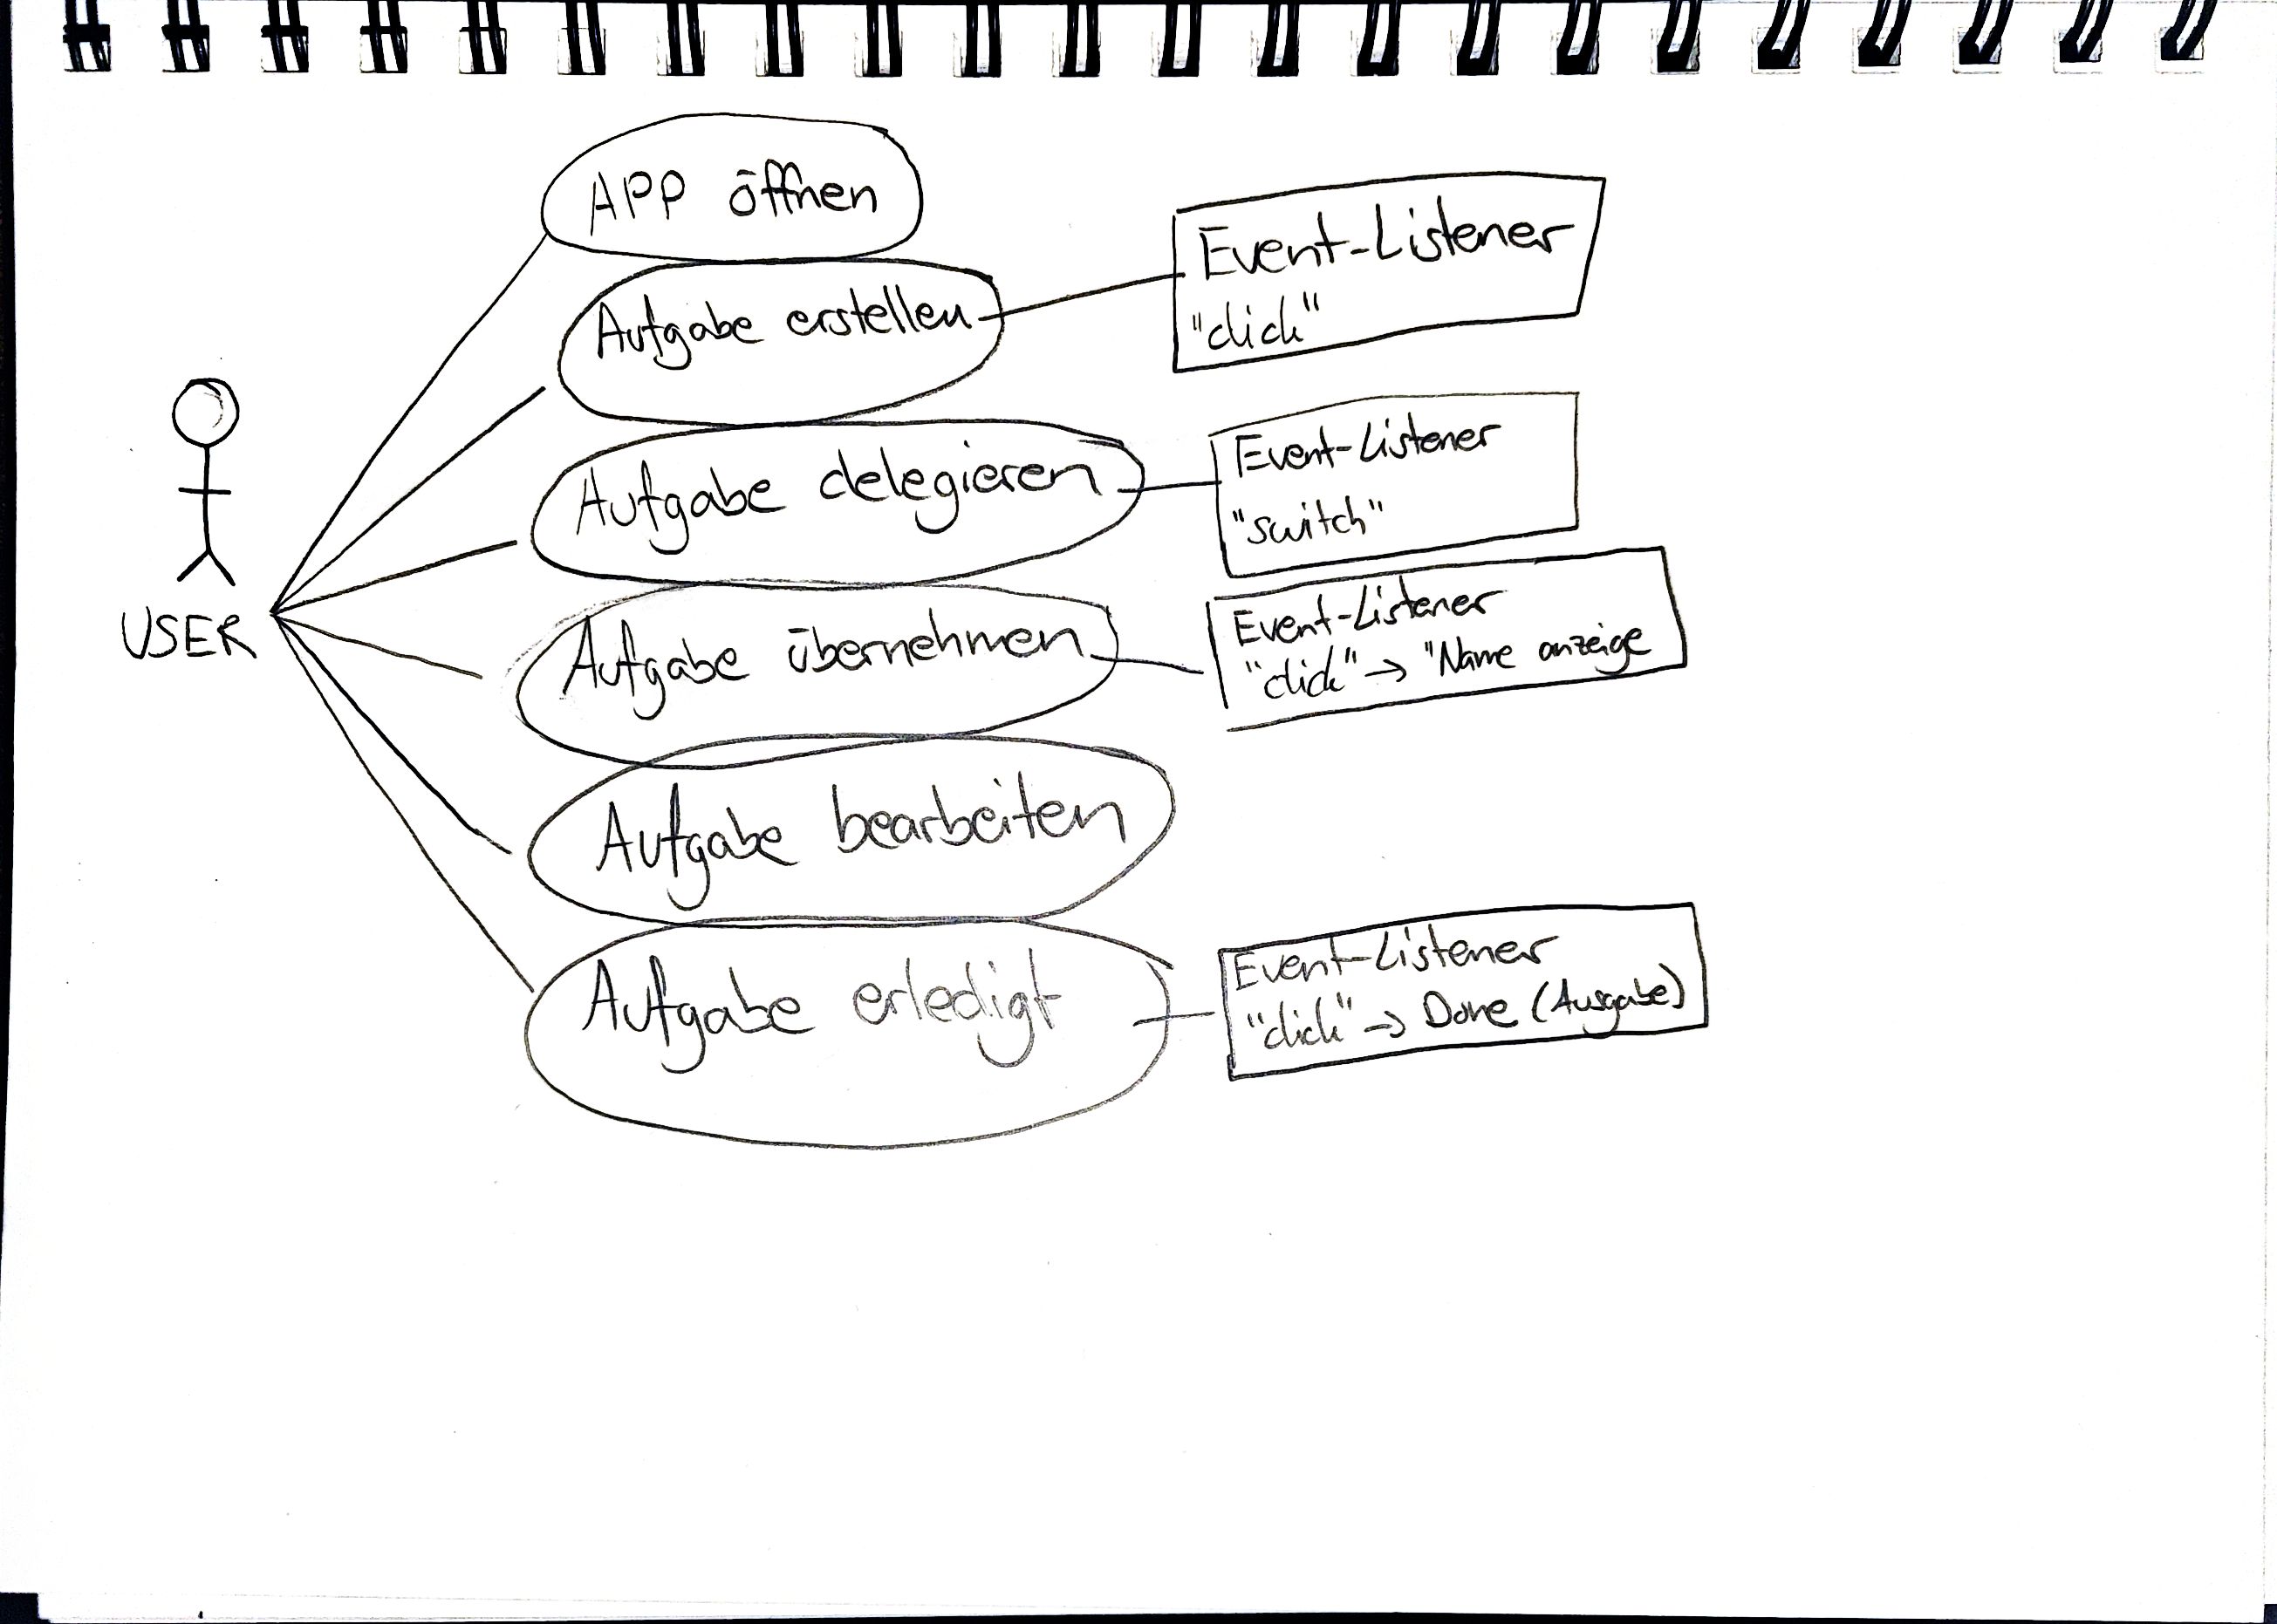 APP öffnen
Aufgabe erstellen
Event-Listener
"click"
Aufgabe delegieren
Event-Listener
"switch"
USER
Aufgabe übernehmen
Event-Listener
"click" → "Name anzeige
Aufgabe bearbeiten
Aufgabe erledigt
Event-Listener
"click" → Done (Ausgabe)